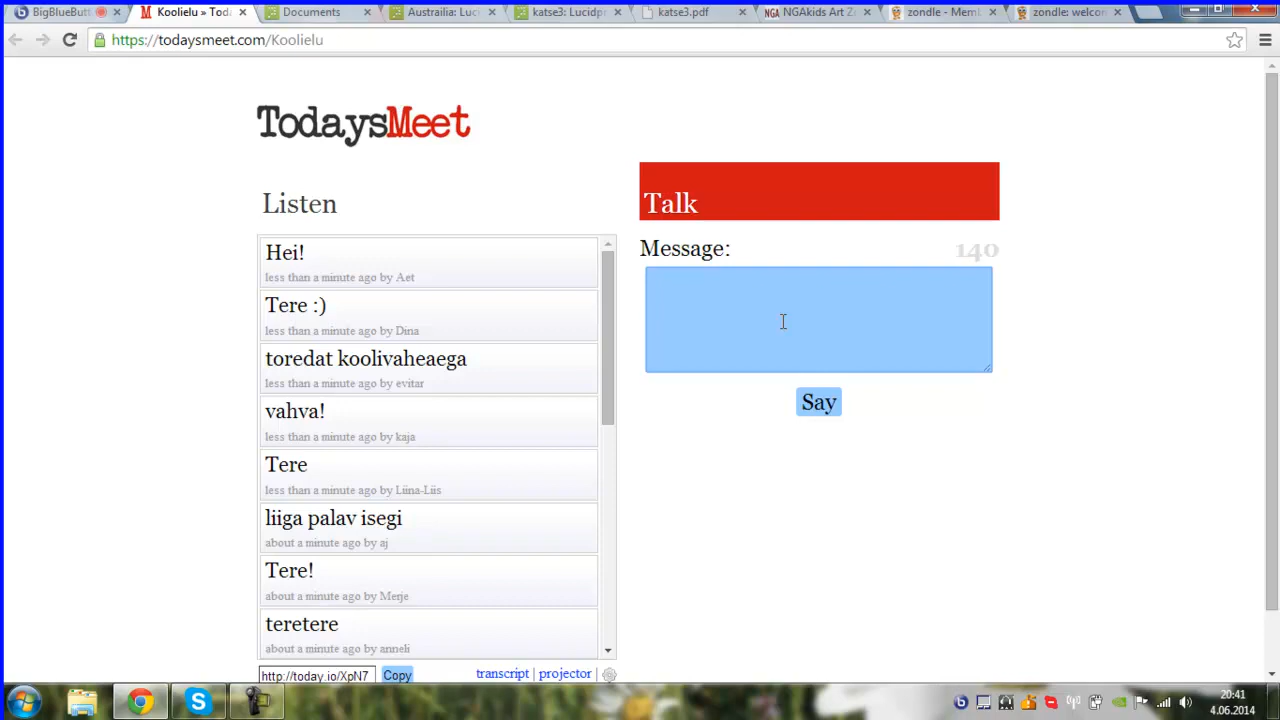 BigBlueButt
Koolielu » Toda
Documents
Austrailia: Luc
katse3: Lucidp
katse3.pdf
NGAkids Art Z
zondle - Mem
zondle: welcom
https://todaysmeet.com/Koolielu
TodaysMeet
Listen
Hei!
less than a minute ago by Aet
Tere :)
less than a minute ago by Dina
toredat koolivaheaega
less than a minute ago by evitar
vahva!
less than a minute ago by kaja
Tere
less than a minute ago by Liina-Liis
liiga palav isegi
about a minute ago by aj
Tere!
about a minute ago by Merje
teretere
about a minute ago by anneli
http://today.io/XpN7
Copy
transcript | projector |
Talk
Message:
140
Say
20:41
4.06.2014